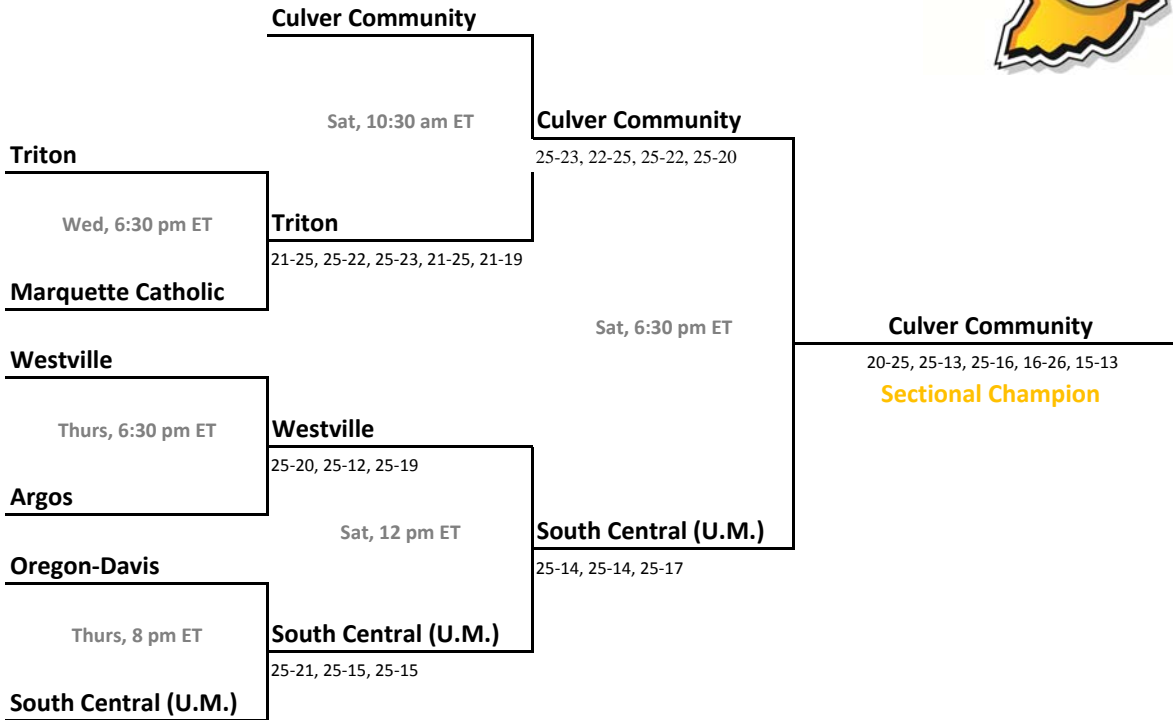 Culver Community
Sat, 10:30 am ET
Culver Community
25-23, 22-25, 25-22, 25-20
Triton
Wed, 6:30 pm ET
Triton
21-25, 25-22, 25-23, 21-25, 21-19
Marquette Catholic
Sat, 6:30 pm ET
Culver Community
20-25, 25-13, 25-16, 16-26, 15-13
Sectional Champion
Westville
Thurs, 6:30 pm ET
Westville
25-20, 25-12, 25-19
Argos
Sat, 12 pm ET
South Central (U.M.)
25-14, 25-14, 25-17
Oregon-Davis
Thurs, 8 pm ET
South Central (U.M.)
25-21, 25-15, 25-15
South Central (U.M.)